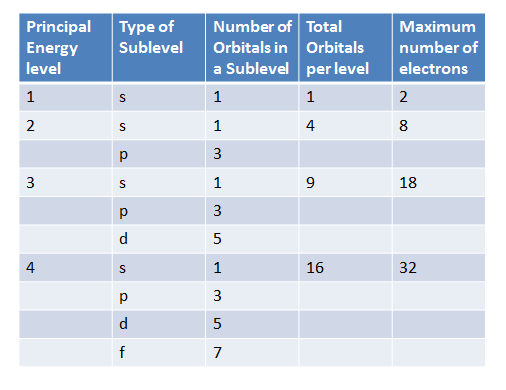 Principal Energy level Type of Sublevel Number of Orbitals in a Sublevel Total Orbitals per level Maximum number of electrons
1 s 1 1 2
2 s 1 4 8
p 3
3 s 1 9 18
p 3
d 5
4 s 1 16 32
p 3
d 5
f 7